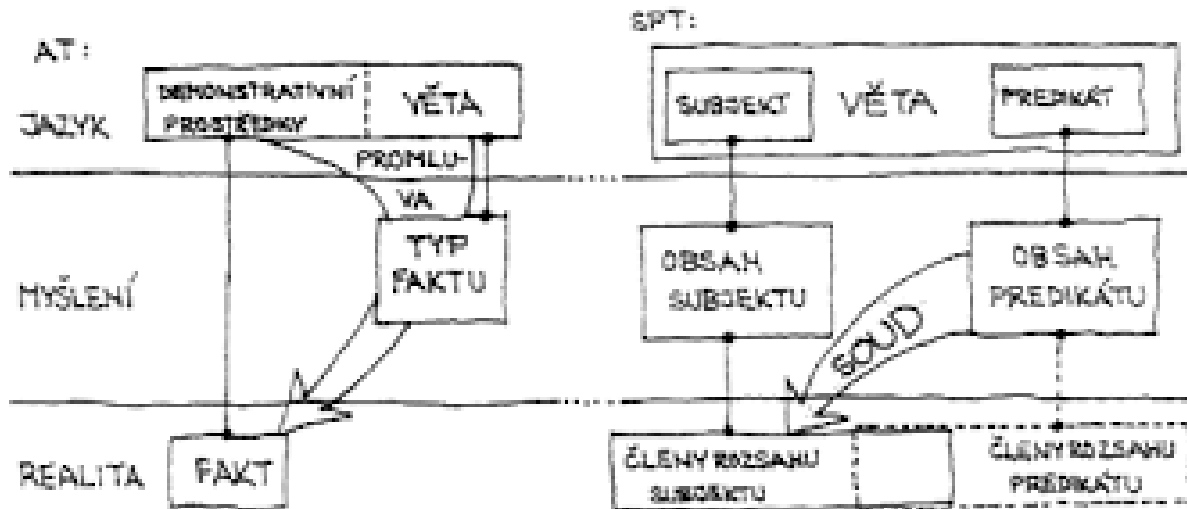 AT:
JAZYK
DEMONSTRATIVNÍ
PROSTŘEDKY
VĚTA
PROMLU-
VA
MYŠLENÍ
TYP
FAKTU
REALITA
FAKT
SPT:
SUBJEKT
VĚTA
PREDIKÁT
OBSAH
SUBJEKTU
SOUD
OBSAH
PREDIKÁTU
ČLENY ROZSAHU
SUBJEKTU
ČLENY ROZSAHU
PREDIKÁTU